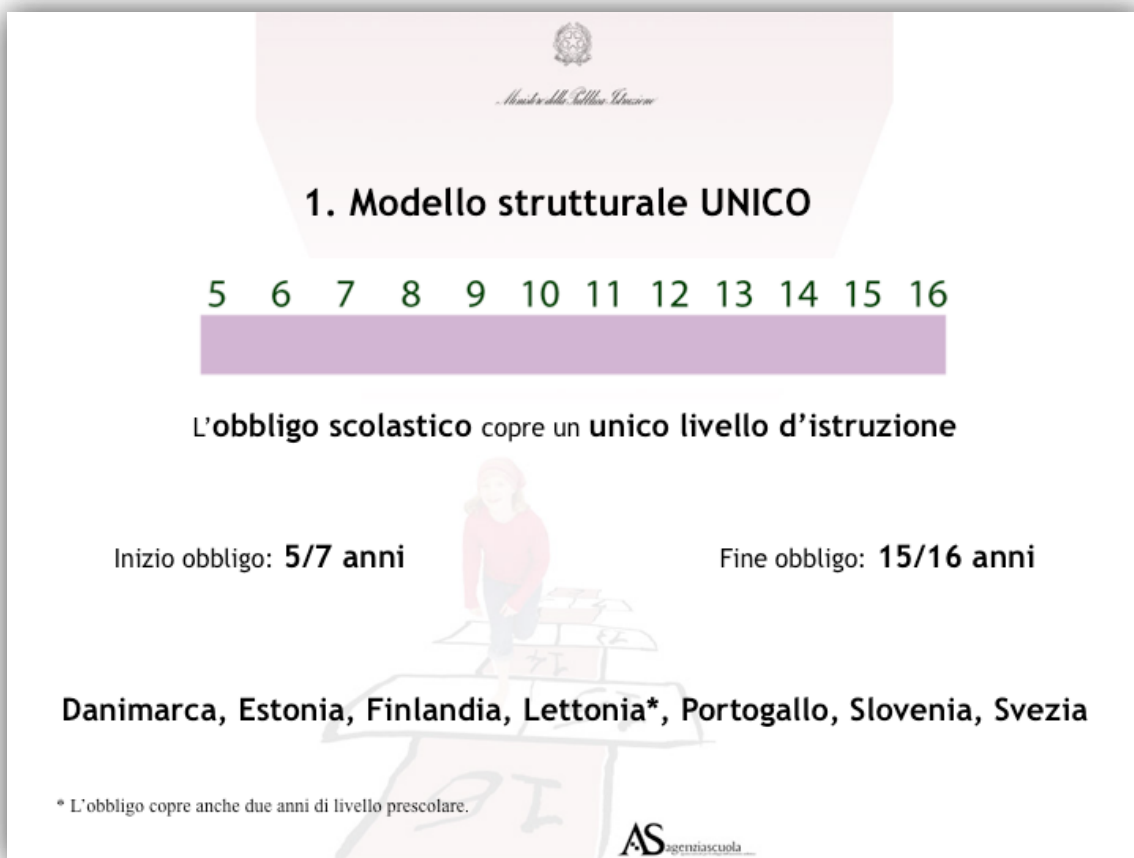 Ministero della Pubblica Istruzione
1. Modello strutturale UNICO
5 6 7 8 9 10 11 12 13 14 15 16
L'obbligo scolastico copre un unico livello d'istruzione
Inizio obbligo: 5/7 anni Fine obbligo: 15/16 anni
Danimarca, Estonia, Finlandia, Lettonia*, Portogallo, Slovenia, Svezia
* L'obbligo copre anche due anni di livello prescolare.
AS agenziascuola